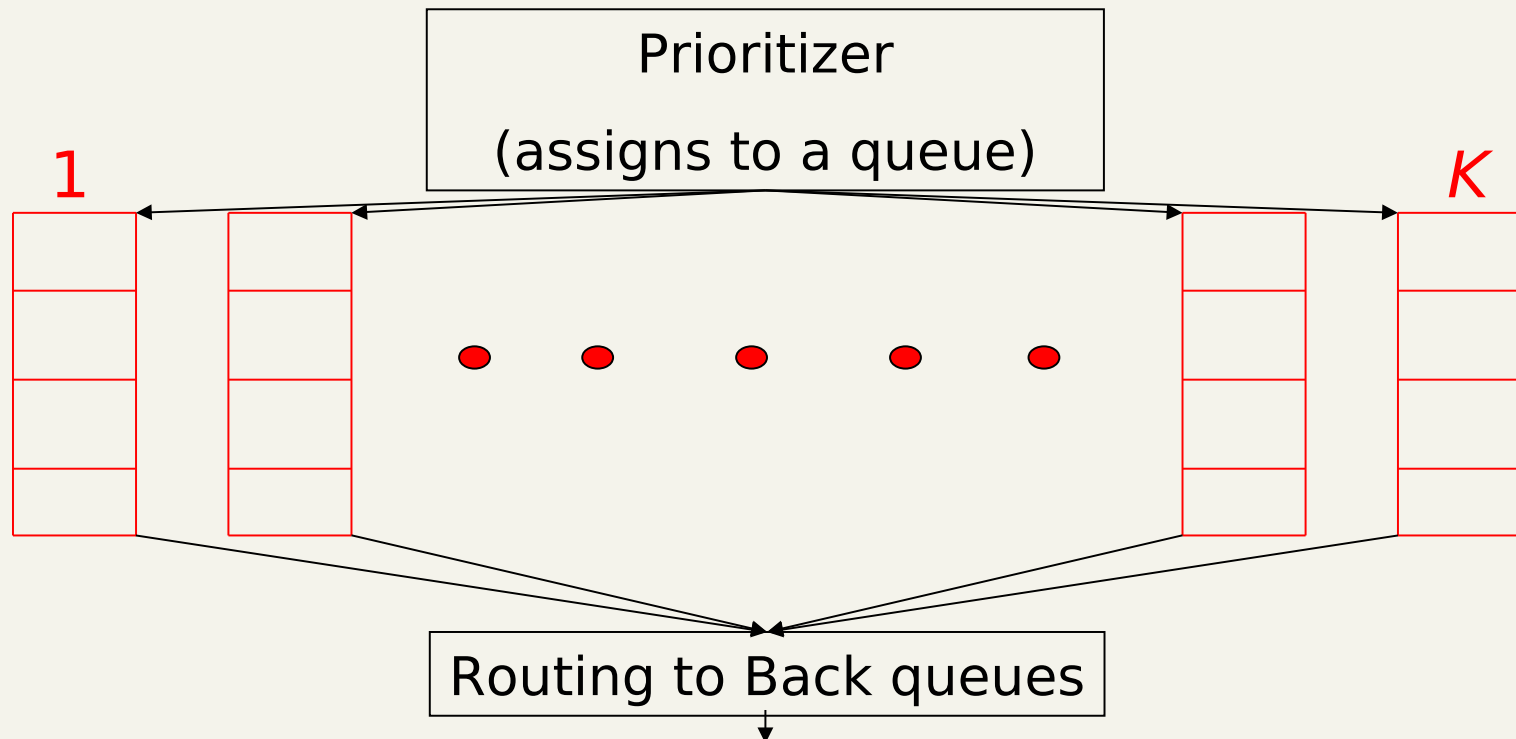 Prioritizer
(assigns to a queue)
1
K
Routing to Back queues